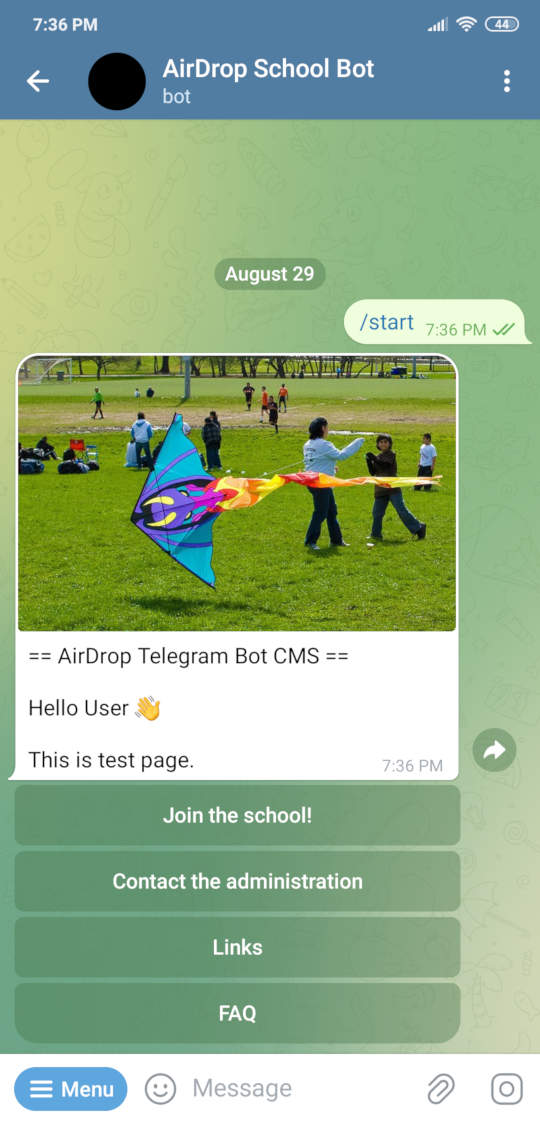 7:36 PM
44
AirDrop School Bot
bot
August 29
/start 7:36 PM
== AirDrop Telegram Bot CMS ==
Hello User 👋
This is test page.
7:36 PM
Join the school!
Contact the administration
Links
FAQ
Menu
Message